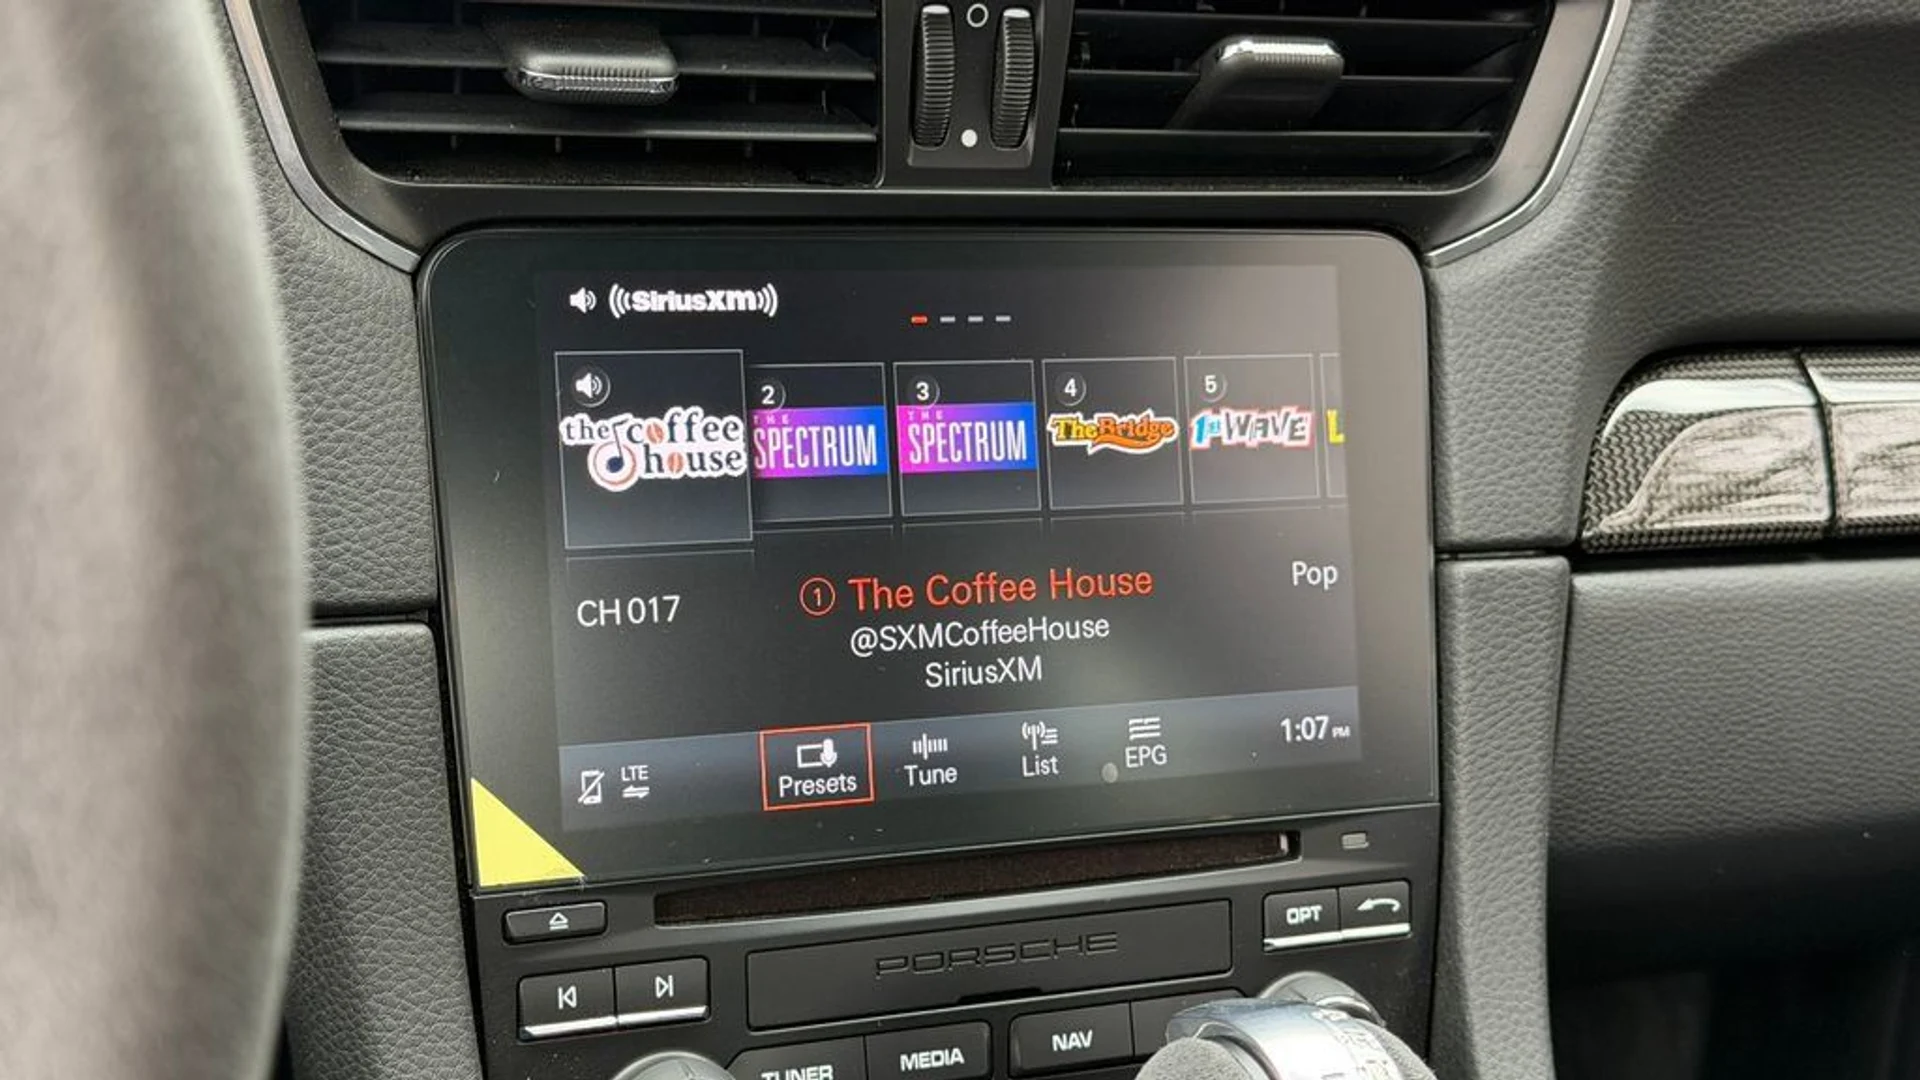 SiriusXM
2
3
4
5
the coffee house
THE SPECTRUM
THE SPECTRUM
The Bridge
1st WAVE
L
CH 017
1 The Coffee House
Pop
@SXMCoffeeHouse
SiriusXM
LTE
Presets
Tune
List
EPG
1:07 PM
OPT
PORSCHE
TUNER
MEDIA
NAV